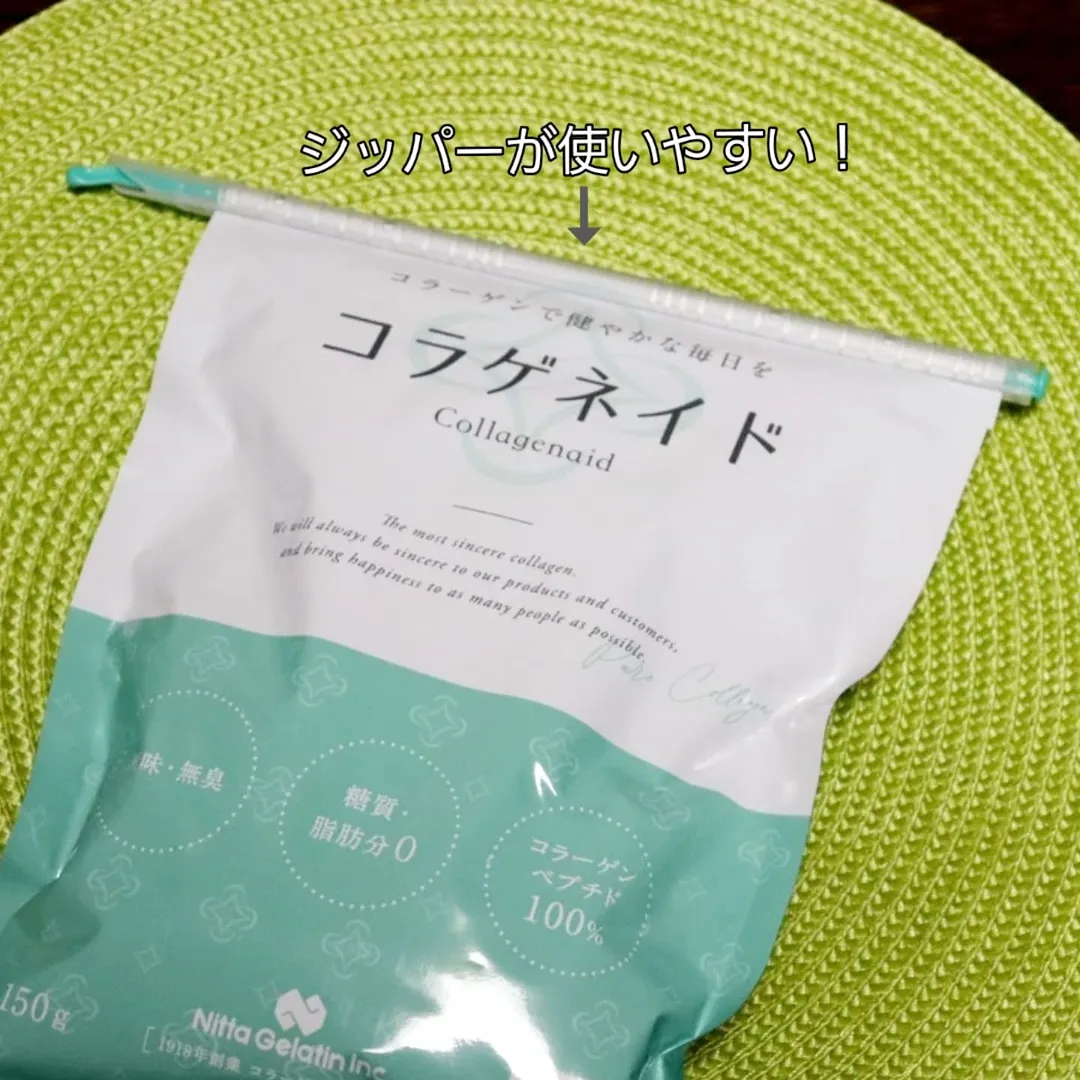 ジッパーが使いやすい！
コラーゲンで健やかな毎日を
コラゲネイド
Collagenaid
The most sincere collagen.
We will always be sincere to our products and customers,
and bring happiness to as many people as possible.
Pure Collagen
味・無臭
糖質・
脂肪分0
コラーゲン
ペプチド
100%
150g
Nitta Gelatin Inc
1918年創業 コラ